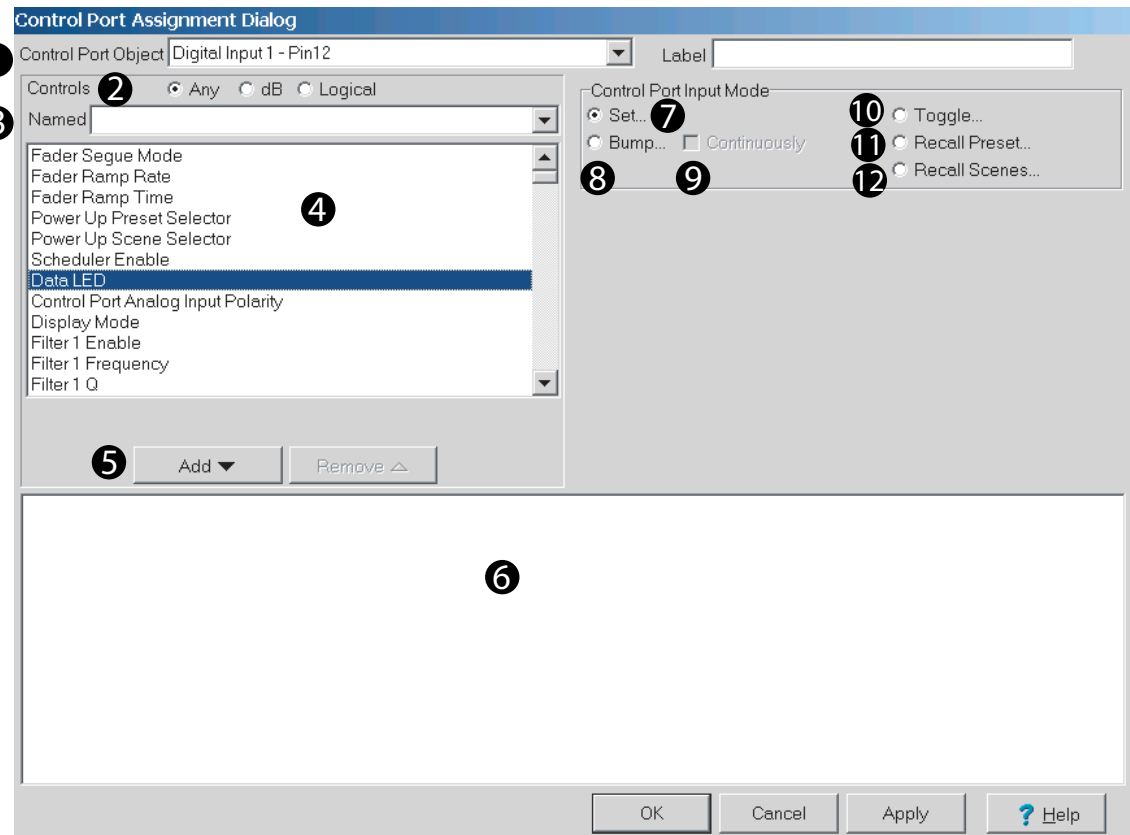 Control Port Assignment Dialog
Control Port Object Digital Input 1 - Pin12 Label
Controls 2 Any dB Logical
3 Named
Control Port Input Mode
Set... 7
Bump... Continuously
8 9
10 Toggle...
11 Recall Preset...
12 Recall Scenes...
Fader Segue Mode
Fader Ramp Rate
Fader Ramp Time
4
Power Up Preset Selector
Power Up Scene Selector
Scheduler Enable
Data LED
Control Port Analog Input Polarity
Display Mode
Filter 1 Enable
Filter 1 Frequency
Filter 1 Q
5 Add Remove
6
OK Cancel Apply ? Help